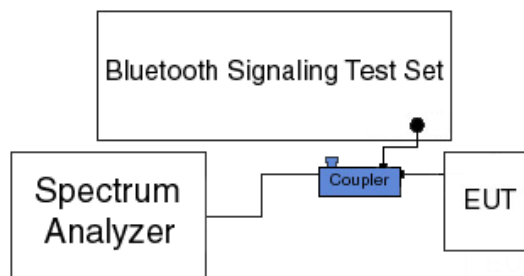 Bluetooth Signaling Test Set
Coupler
Spectrum
Analyzer
EUT